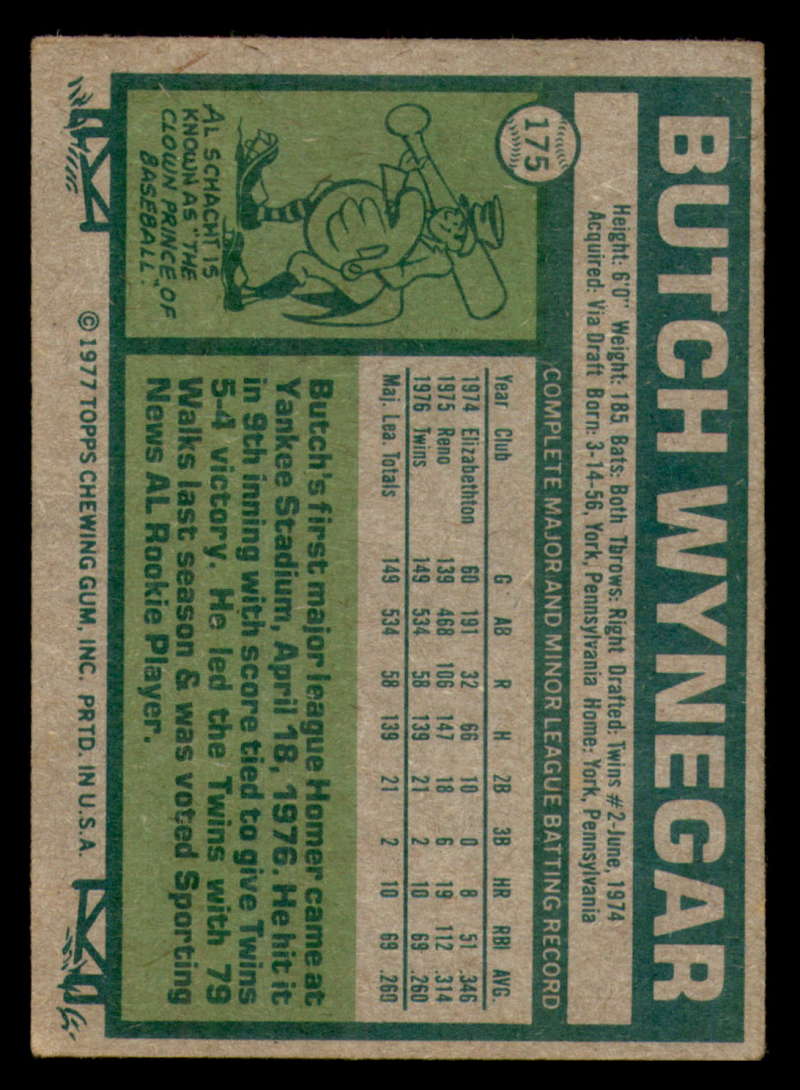 175
BUTCH WYNEGAR
Height: 6'0" Weight: 185 Bats: Both Throws: Right Drafted: Twins #2-June, 1974
Acquired: Via Draft Born: 3-14-56, York, Pennsylvania Home: York, Pennsylvania
COMPLETE MAJOR AND MINOR LEAGUE BATTING RECORD
Year Club G AB R H 2B 3B HR RBI AVG.
1974 Elizabethton 60 191 32 66 10 0 8 51 .346
1975 Reno 139 468 106 147 18 6 19 112 .314
1976 Twins 149 534 58 139 21 2 10 69 .260
Maj. Lea. Totals 149 534 58 139 21 2 10 69 .260
AL SCHACHT IS
KNOWN AS "THE
CLOWN PRINCE OF
BASEBALL."
Butch's first major league Homer came at
Yankee Stadium, April 18, 1976. He hit it
in 9th inning with score tied to give Twins
5-4 victory. He led the Twins with 79
Walks last season & was voted Sporting
News AL Rookie Player.
© 1977 TOPPS CHEWING GUM, INC. PRTD. IN U.S.A.